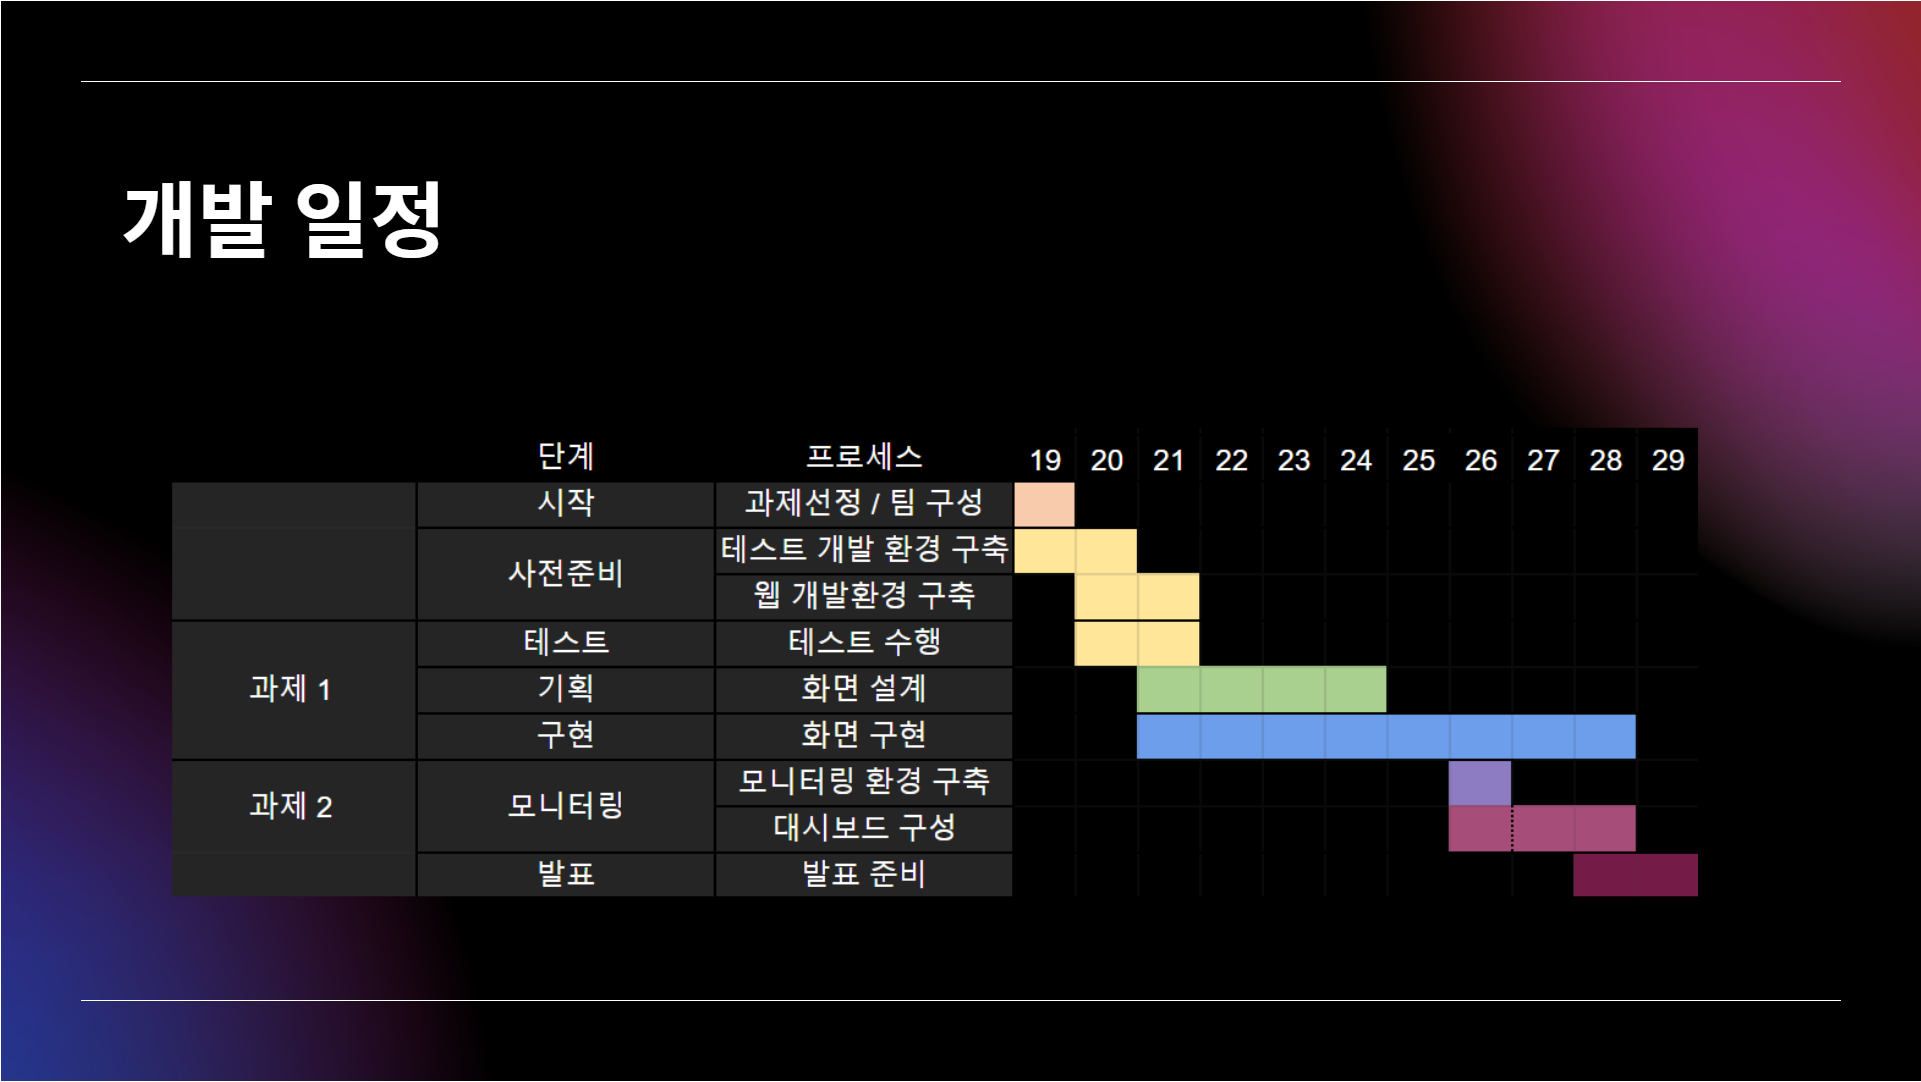 개발 일정
단계 프로세스 19 20 21 22 23 24 25 26 27 28 29
시작 과제선정 / 팀 구성
사전준비 테스트 개발 환경 구축
웹 개발환경 구축
과제 1 테스트 테스트 수행
기획 화면 설계
구현 화면 구현
과제 2 모니터링 모니터링 환경 구축
대시보드 구성
발표 발표 준비